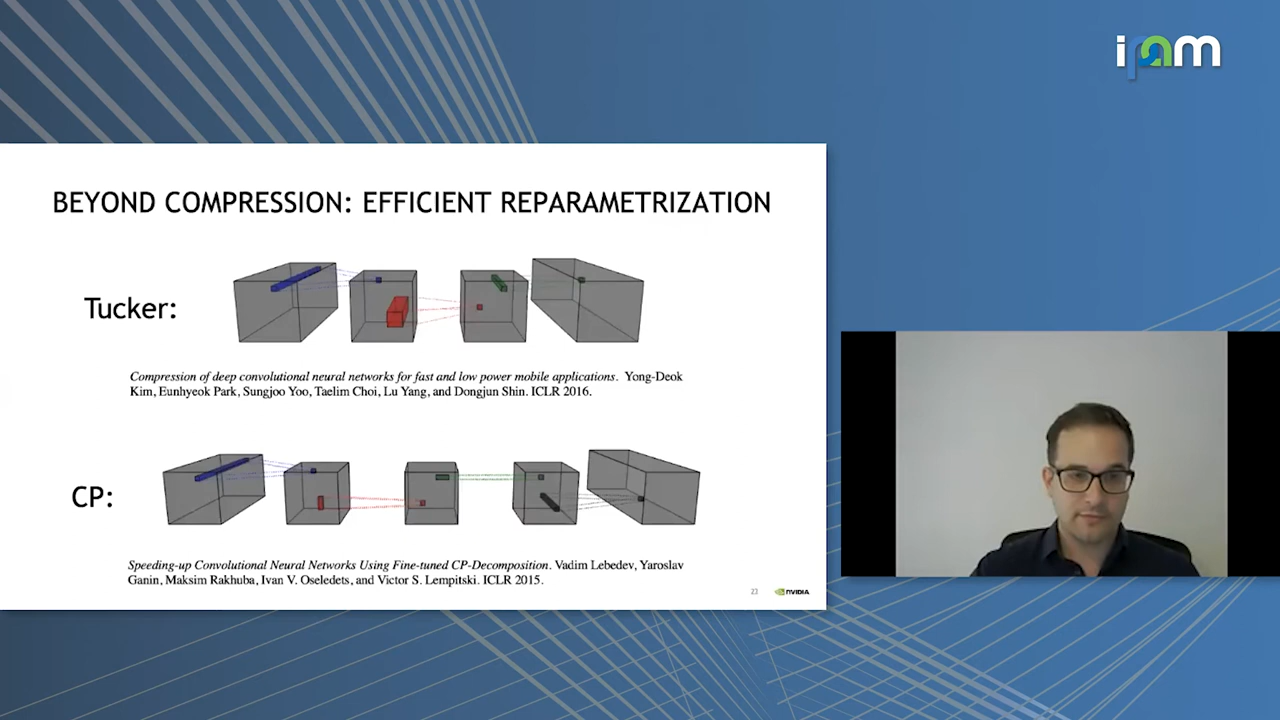 ipam
BEYOND COMPRESSION: EFFICIENT REPARAMETRIZATION
Tucker:
Compression of deep convolutional neural networks for fast and low power mobile applications. Yong-Deok
Kim, Eunhyeok Park, Sungjoo Yoo, Taelim Choi, Lu Yang, and Dongjun Shin. ICLR 2016.
CP:
Speeding-up Convolutional Neural Networks Using Fine-tuned CP-Decomposition. Vadim Lebedev, Yaroslav
Ganin, Maksim Rakhuba, Ivan V. Oseledets, and Victor S. Lempitski. ICLR 2015.
23 NVIDIA